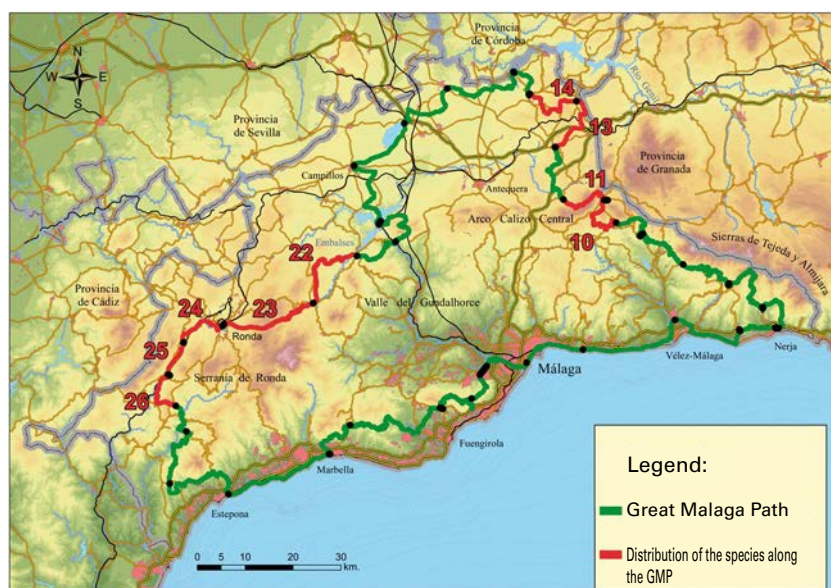 N
W E
S
Provincia
de Córdoba
Rio Genil
Provincia
de Sevilla
14
13
Campillos
Antequera
Provincia
de Granada
11
Arco Calizo Central
10
Sierras de Tejeda y Almijara
22
Embalses
Provincia
de Cádiz
24
23
Valle del Guadalhorce
Ronda
25
Serranía de Ronda
26
Málaga
Vélez-Málaga
Nerja
Fuengirola
Marbella
Estepona
0 5 10 20 30
km.
Legend:
Great Malaga Path
Distribution of the species along
the GMP